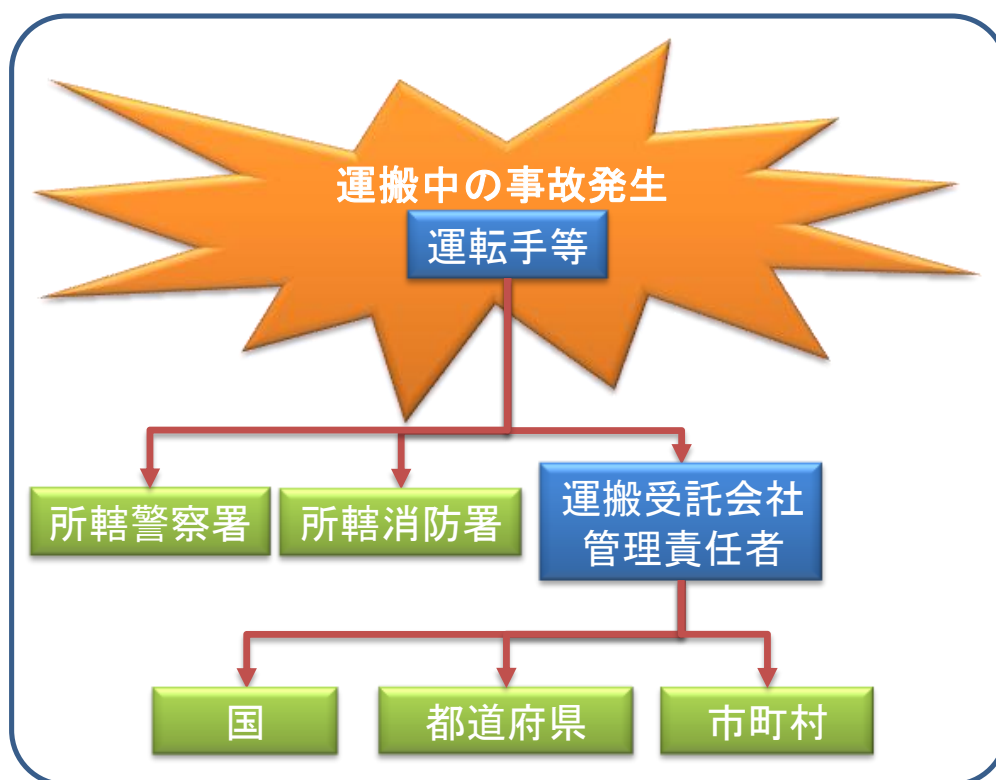 運搬中の事故発生
運転手等
所轄警察署
所轄消防署
運搬受託会社
管理責任者
国
都道府県
市町村